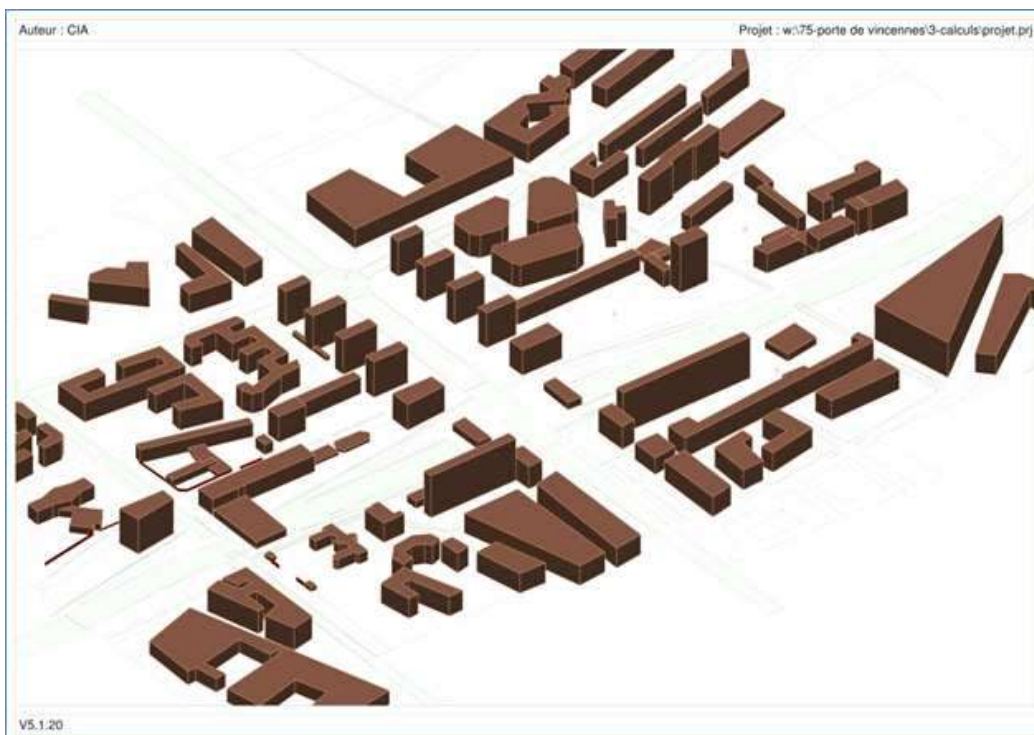 Auteur : CIA
Projet : w:\75-porte de vincennes\3-calculs\projet.prj
V5.1.20